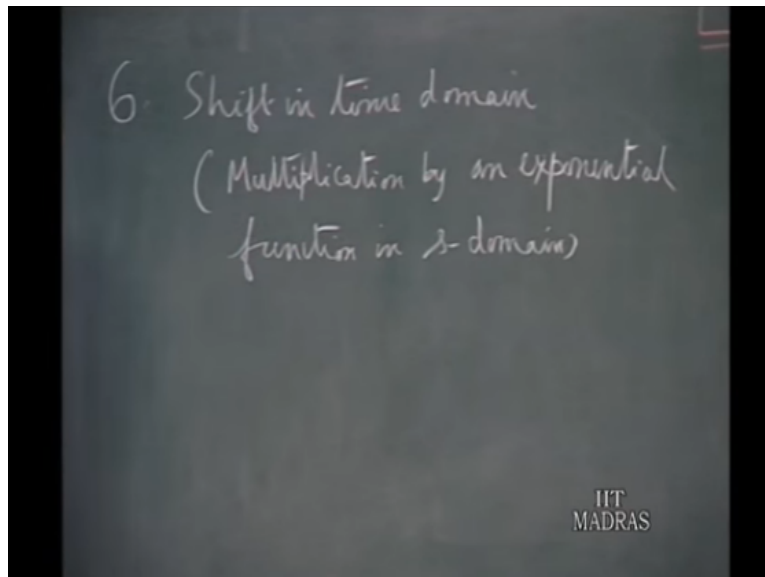 6. Shift in time domain
(Multiplication by an exponential
function in s-domain)
IIT
MADRAS